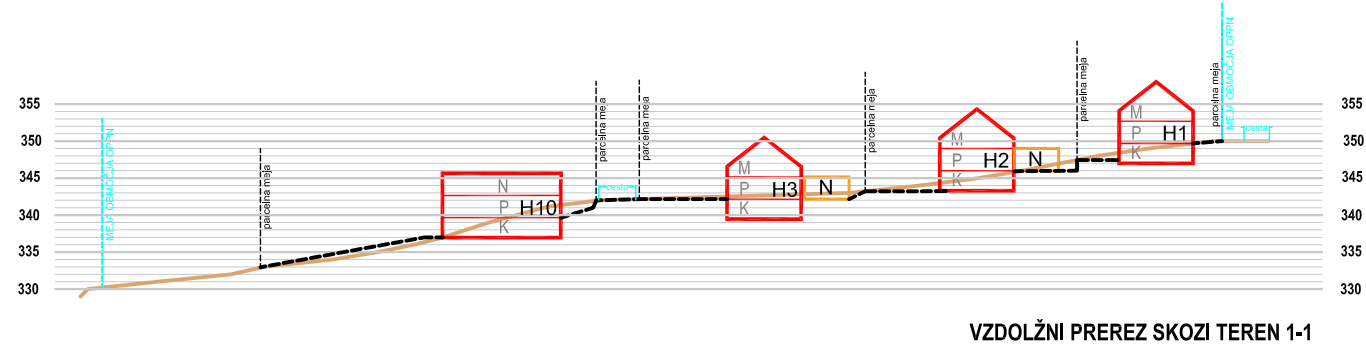 MEJA OBMOČJA OPPN
parcelna meja
parcelna meja
parcelna meja
parcelna meja
parcelna meja
parcelna meja
MEJA OBMOČJA OPPN
355
350
345
340
335
330
N
P
K
H10
cesta
M
P
K
H3
N
M
P
K
H2
N
M
P
K
H1
cesta
355
350
345
340
335
330
VZDOLŽNI PREREZ SKOZI TEREN 1-1